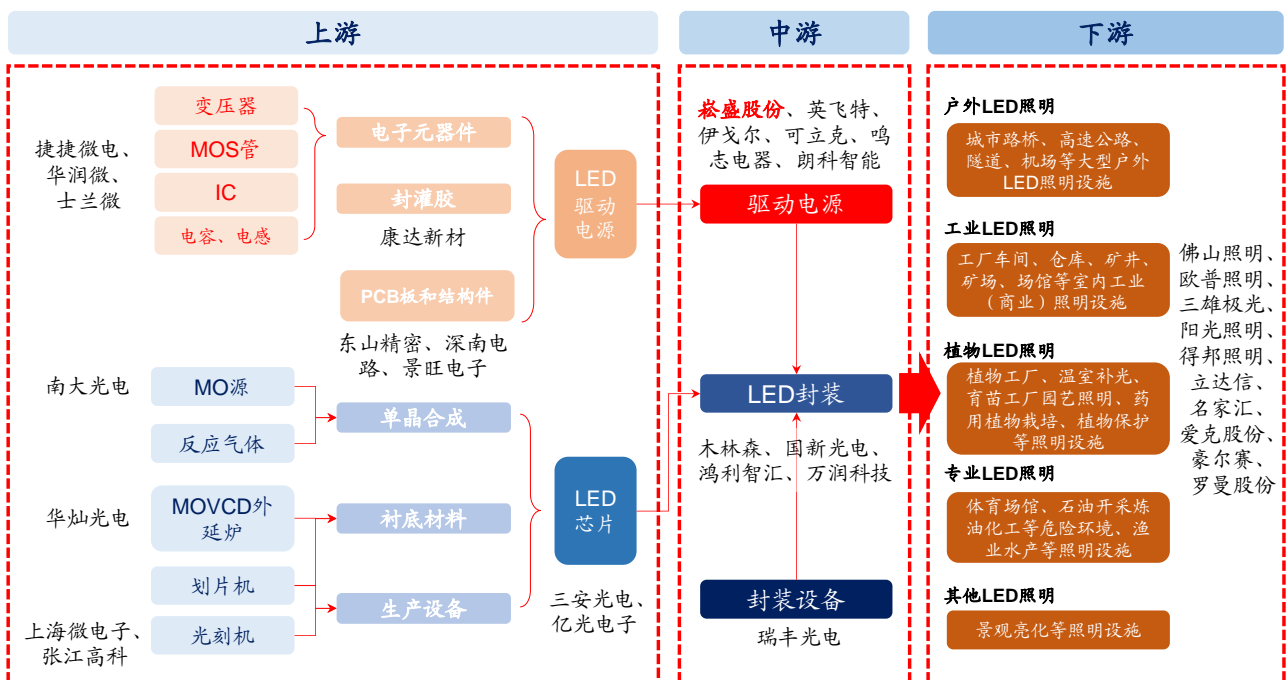 上游
中游
下游
捷捷微电、
华润微、
士兰微
变压器
MOS管
IC
电容、电感
电子元器件
封灌胶
康达新材
PCB板和结构件
东山精密、深南电
路、景旺电子
LED
驱动
电源
南大光电
MO源
反应气体
单晶合成
华灿光电
MOVCD外
延炉
衬底材料
划片机
光刻机
上海微电子、
张江高科
生产设备
LED
芯片
三安光电、
亿光电子
崧盛股份、英飞特、
伊戈尔、可立克、鸣
志电器、朗科智能
驱动电源
LED封装
木林森、国新光电、
鸿利智汇、万润科技
封装设备
瑞丰光电
户外LED照明
城市路桥、高速公路、
隧道、机场等大型户外
LED照明设施
工业LED照明
工厂车间、仓库、矿井、
矿场、场馆等室内工业
（商业）照明设施
植物LED照明
植物工厂、温室补光、
育苗工厂园艺照明、药
用植物栽培、植物保护
等照明设施
专业LED照明
体育场馆、石油开采炼
油化工等危险环境、渔
业水产等照明设施
其他LED照明
景观亮化等照明设施
佛山照明、
欧普照明、
三雄极光、
阳光照明、
得邦照明、
立达信、
名家汇、
爱克股份、
豪尔赛、
罗曼股份